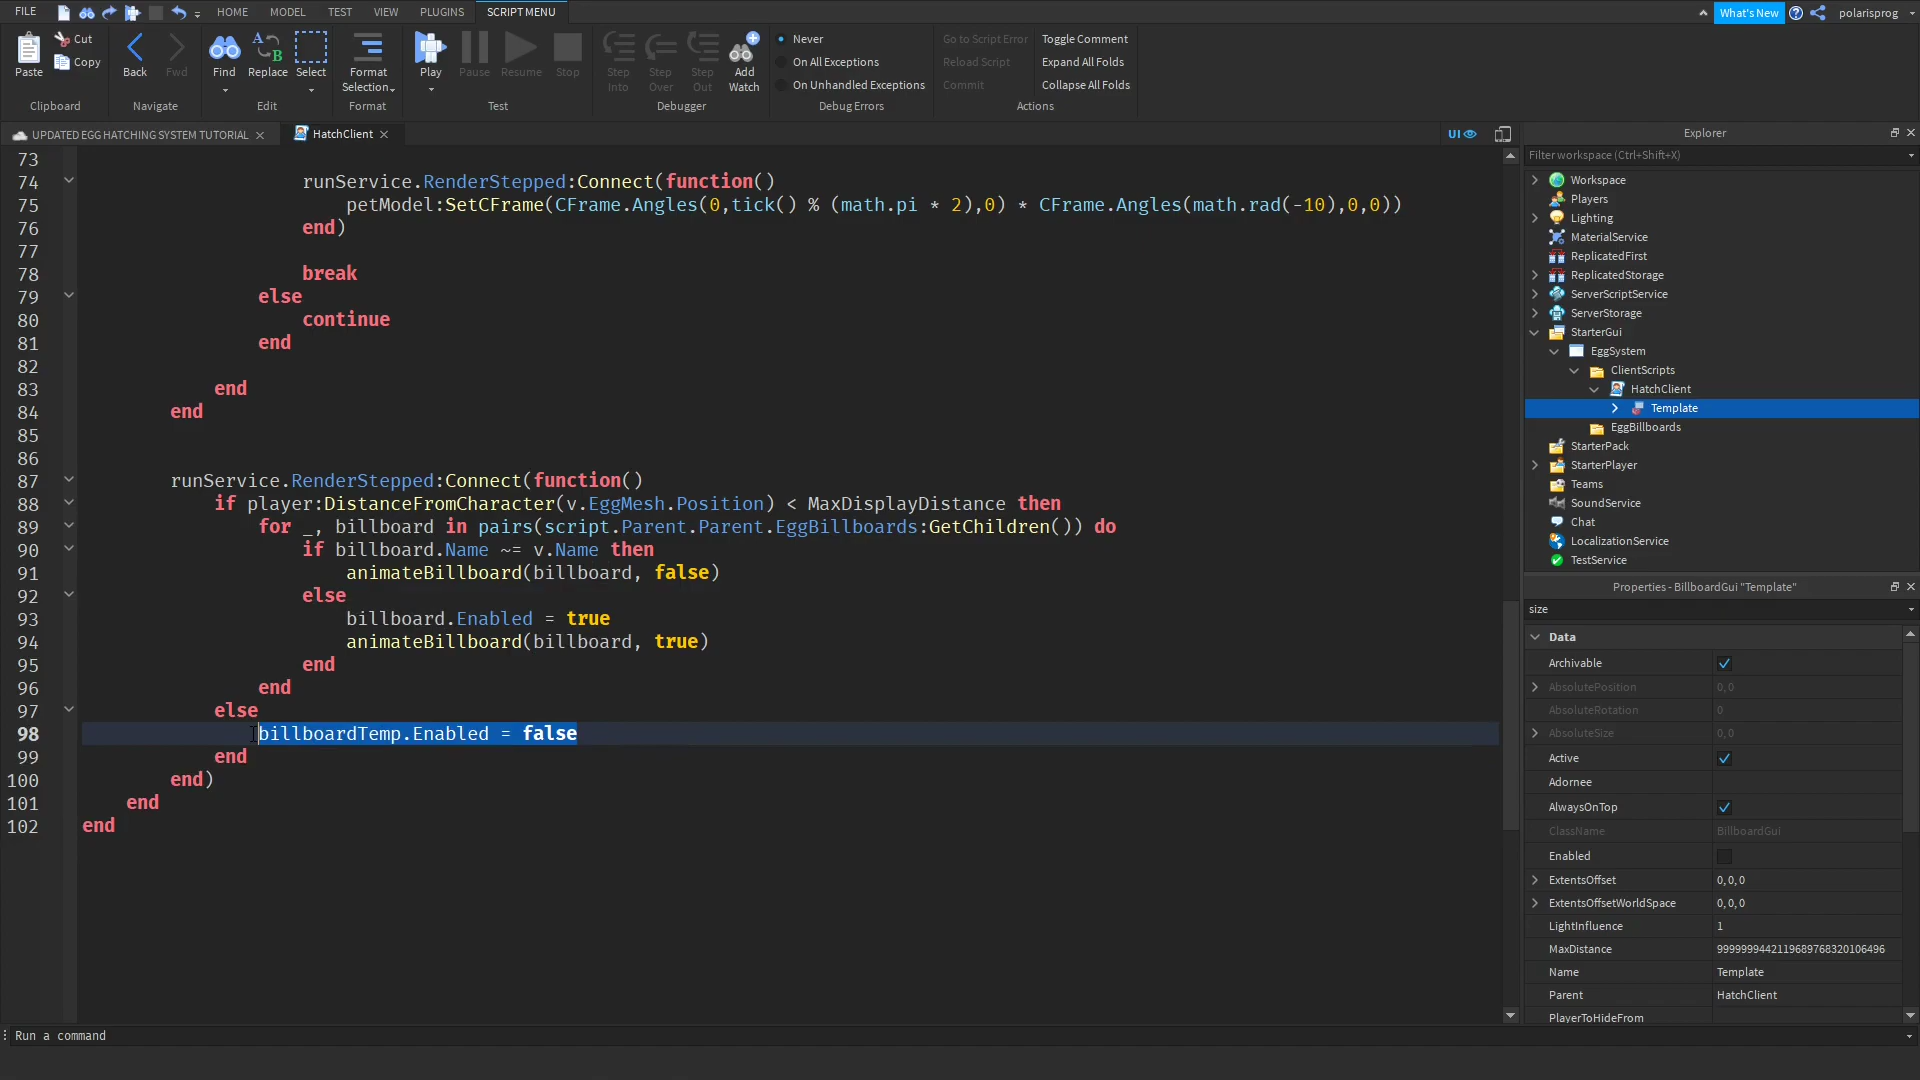 FILE HOME MODEL TEST VIEW PLUGINS SCRIPT MENU What's New polarisprog
Paste Cut Copy Clipboard
Back Fwd Navigate
Find Replace Select Edit
Format Selection Format
Play Pause Resume Stop Test
Step Into Step Over Step Out Add Watch Debugger
Never
On All Exceptions
On Unhandled Exceptions
Debug Errors
Go to Script Error
Reload Script
Commit
Toggle Comment
Expand All Folds
Collapse All Folds
Actions
UPDATED EGG HATCHING SYSTEM TUTORIAL HatchClient UI
73
74 runService.RenderStepped:Connect(function()
75 petModel:SetCFrame(CFrame.Angles(0,tick() % (math.pi * 2),0) * CFrame.Angles(math.rad(-10),0,0))
76 end)
77
78 break
79 else
80 continue
81 end
82
83 end
84 end
85
86
87 runService.RenderStepped:Connect(function()
88 if player:DistanceFromCharacter(v.EggMesh.Position) < MaxDisplayDistance then
89 for _, billboard in pairs(script.Parent.Parent.EggBillboards:GetChildren()) do
90 if billboard.Name ~= v.Name then
91 animateBillboard(billboard, false)
92 else
93 billboard.Enabled = true
94 animateBillboard(billboard, true)
95 end
96 end
97 else
98 billboardTemp.Enabled = false
99 end
100 end)
101 end
102 end
Explorer
Filter workspace (Ctrl+Shift+X)
Workspace
Players
Lighting
MaterialService
ReplicatedFirst
ReplicatedStorage
ServerScriptService
ServerStorage
StarterGui
EggSystem
ClientScripts
HatchClient
Template
EggBillboards
StarterPack
StarterPlayer
Teams
SoundService
Chat
LocalizationService
TestService
Properties - BillboardGui "Template"
size
Data
Archivable
AbsolutePosition 0, 0
AbsoluteRotation 0
AbsoluteSize 0, 0
Active
Adornee
AlwaysOnTop
ClassName BillboardGui
Enabled
ExtentsOffset 0, 0, 0
ExtentsOffsetWorldSpace 0, 0, 0
LightInfluence 1
MaxDistance 9999999442119689768320106496
Name Template
Parent HatchClient
PlayerToHideFrom
Run a command